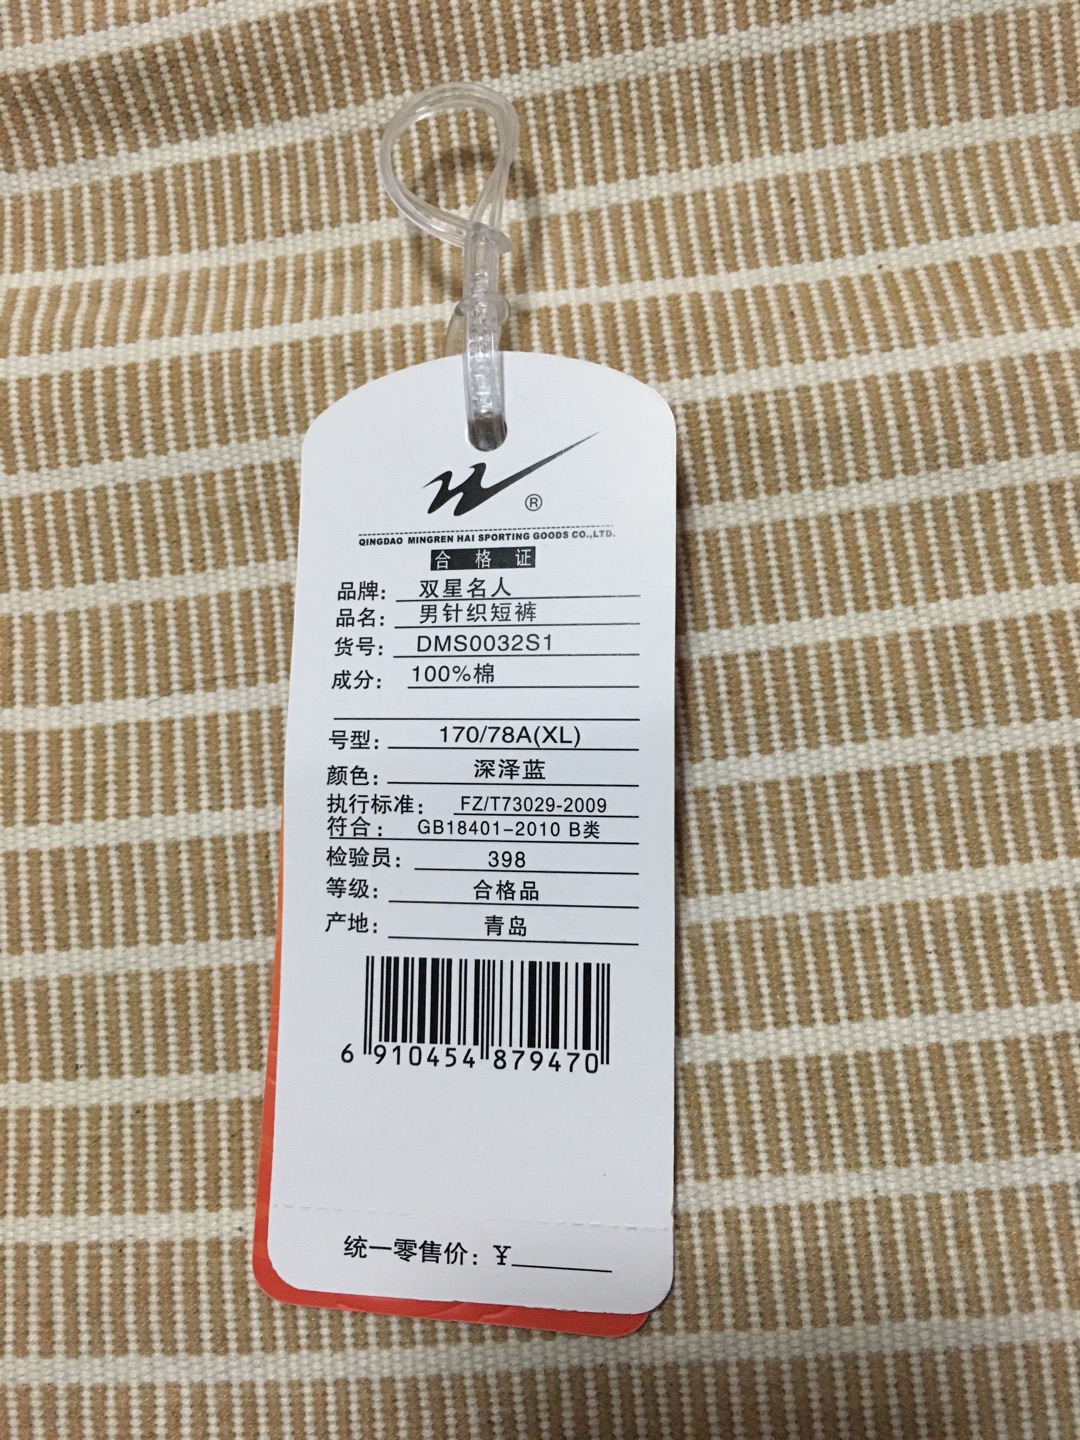 ®
QINGDAO MINGREN HAI SPORTING GOODS CO.,LTD.
合格证
品牌: 双星名人
品名: 男针织短裤
货号: DMS0032S1
成分: 100%棉
号型: 170/78A(XL)
颜色: 深泽蓝
执行标准: FZ/T73029-2009
符合: GB18401-2010 B类
检验员: 398
等级: 合格品
产地: 青岛
6 910454 879470
统一零售价: ¥